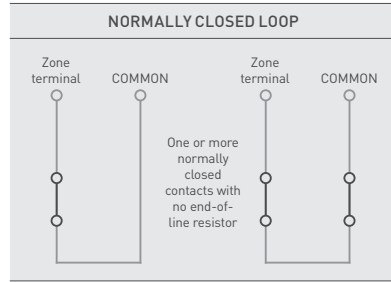 NORMALLY CLOSED LOOP
Zone
terminal
COMMON
Zone
terminal
COMMON
One or more
normally
closed
contacts with
no end-of-
line resistor